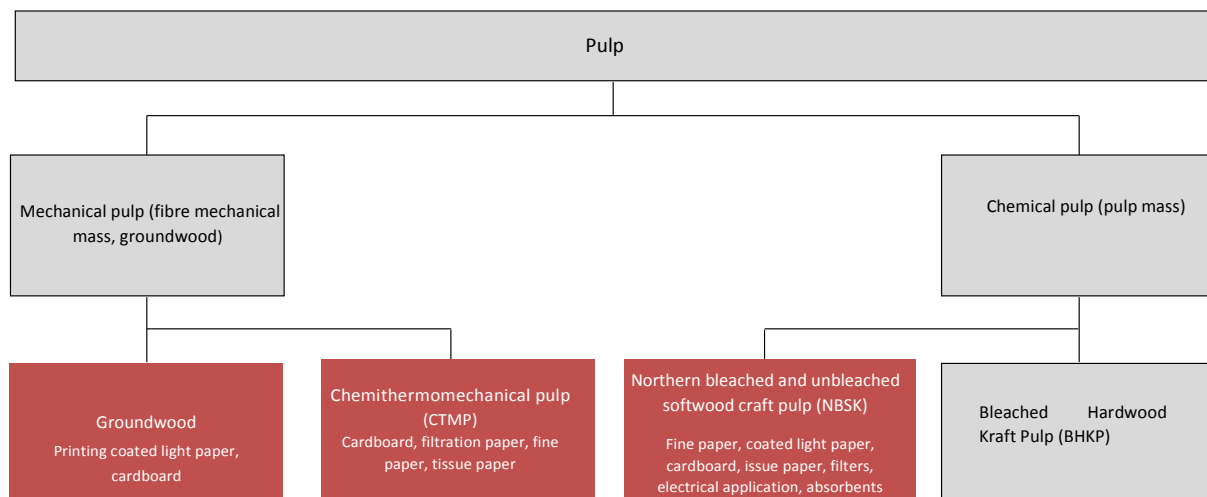 Pulp
Mechanical pulp (fibre mechanical
mass, groundwood)
Chemical pulp (pulp mass)
Groundwood
Printing coated light paper,
cardboard
Chemithermomechanical pulp
(CTMP)
Cardboard, filtration paper, fine
paper, tissue paper
Northern bleached and unbleached
softwood craft pulp (NBSK)
Fine paper, coated light paper,
cardboard, issue paper, filters,
electrical application, absorbents
Bleached Hardwood
Kraft Pulp (BHKP)